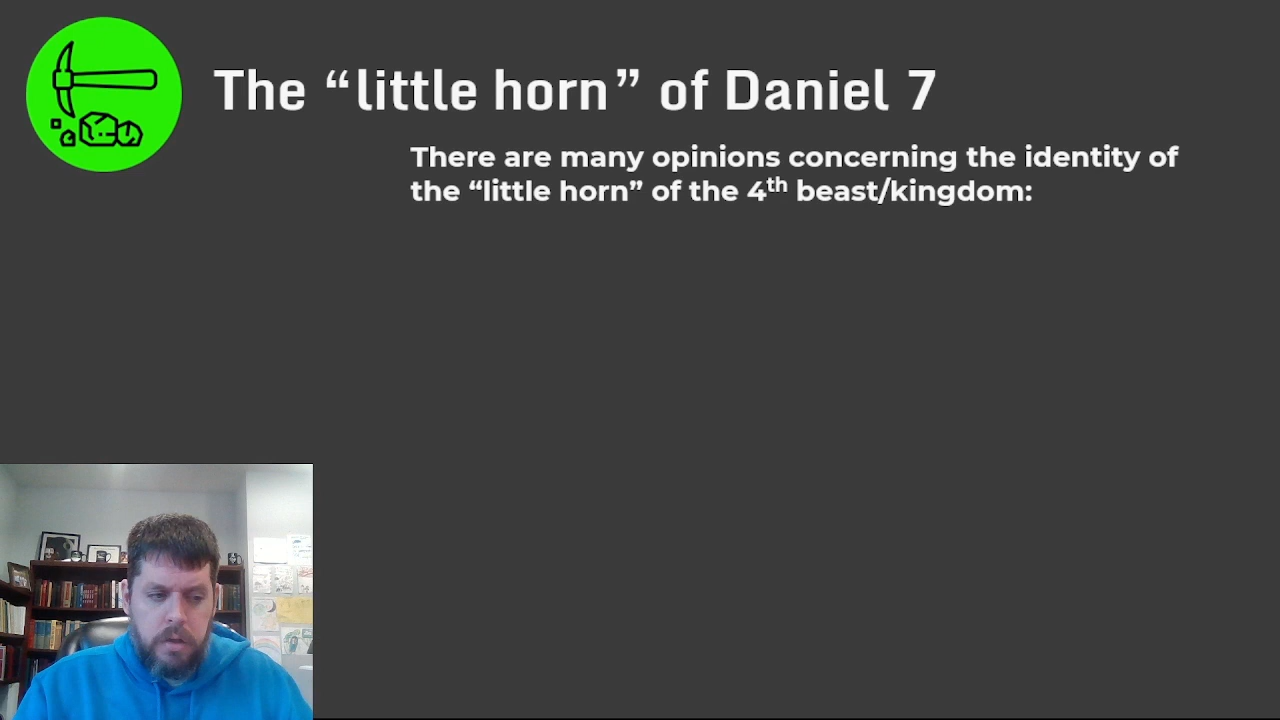 The “little horn” of Daniel 7
There are many opinions concerning the identity of
the “little horn” of the 4th beast/kingdom: